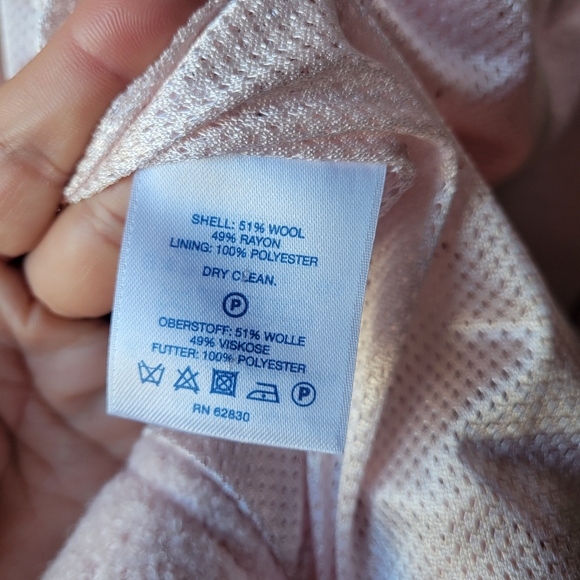 SHELL: 51% WOOL
49% RAYON
LINING: 100% POLYESTER
DRY CLEAN.
P
OBERSTOFF: 51% WOLLE
49% VISKOSE
FUTTER: 100% POLYESTER
P
RN 62830